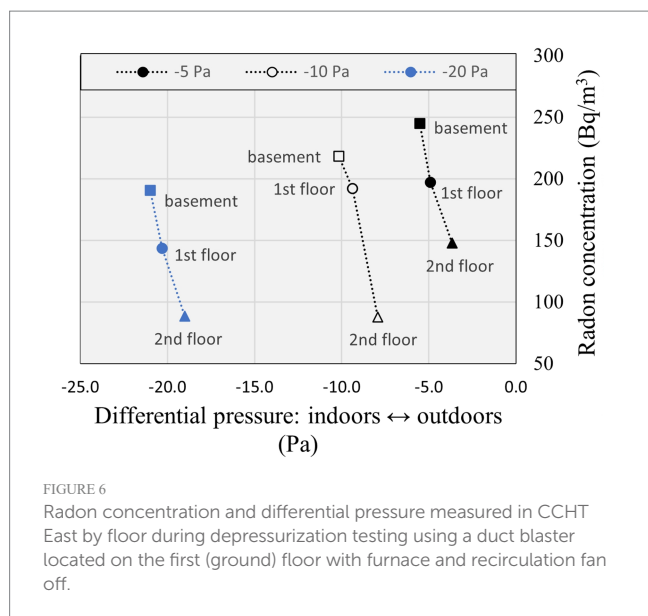 -5 Pa -10 Pa -20 Pa
300
250
200
150
100
50
Radon concentration (Bq/m³)
basement
basement
1st floor
1st floor
basement
1st floor
2nd floor
2nd floor
2nd floor
-25.0 -20.0 -15.0 -10.0 -5.0 0.0
Differential pressure: indoors ↔ outdoors
(Pa)
FIGURE 6
Radon concentration and differential pressure measured in CCHT
East by floor during depressurization testing using a duct blaster
located on the first (ground) floor with furnace and recirculation fan
off.